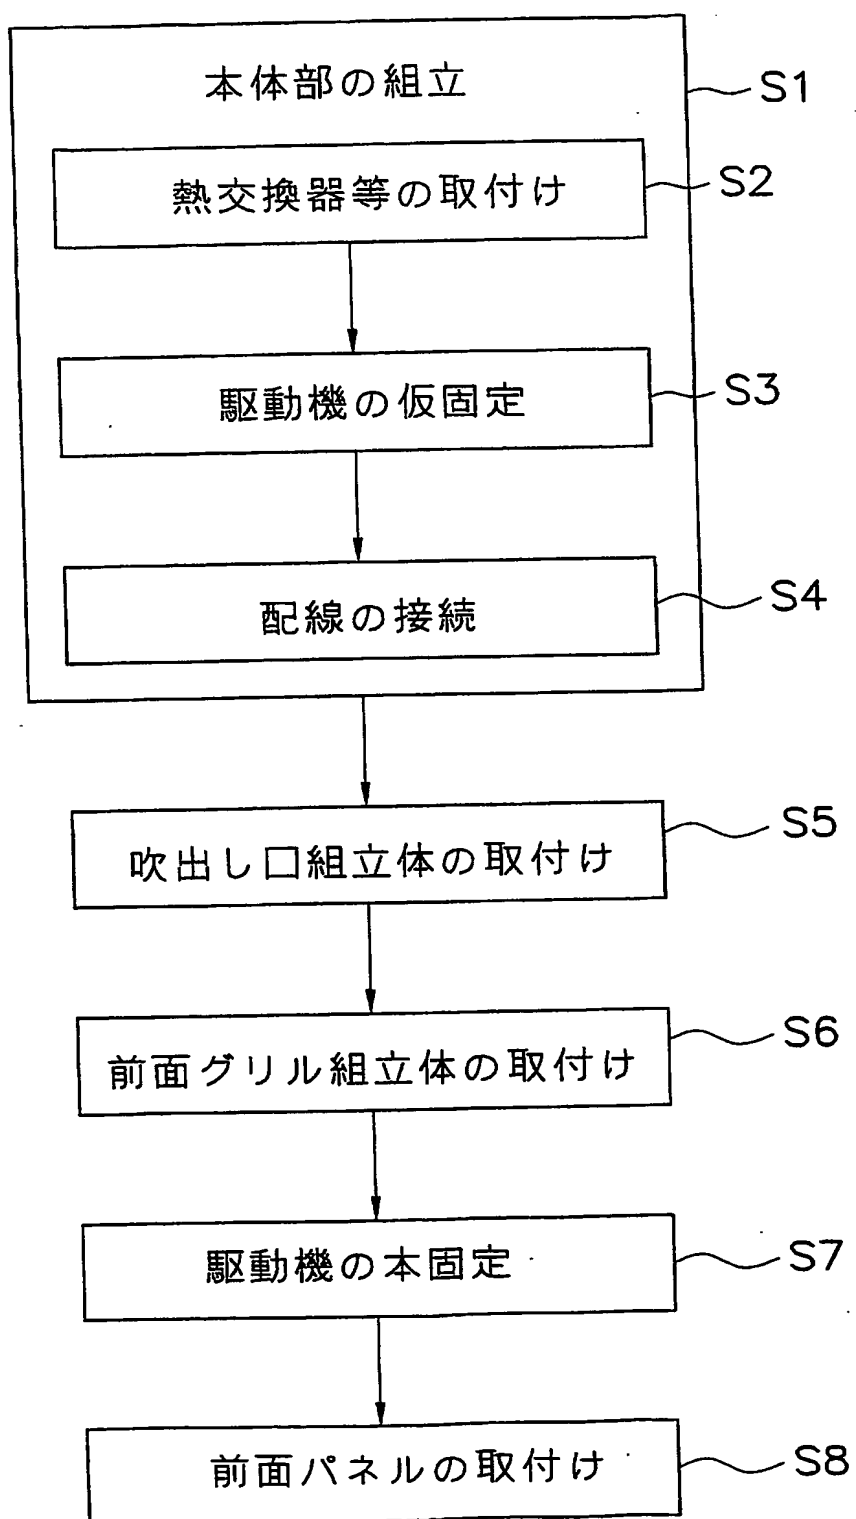 本体部の組立
S1
熱交換器等の取付け
S2
駆動機の仮固定
S3
配線の接続
S4
吹出し口組立体の取付け
S5
前面グリル組立体の取付け
S6
駆動機の本固定
S7
前面パネルの取付け
S8